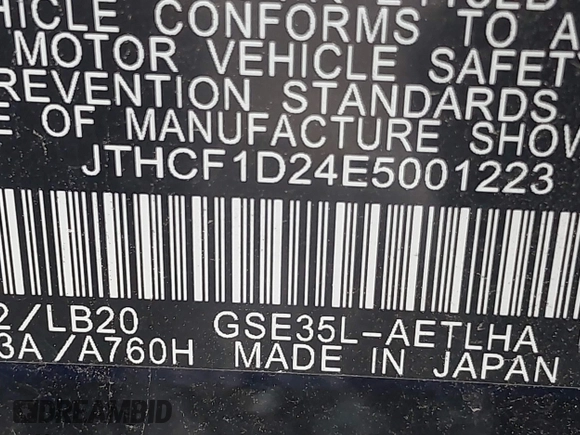 HICLE CONFORMS TO A
MOTOR VEHICLE SAFETY
REVENTION STANDARDS
E OF MANUFACTURE SHOW
JTHCF1D24E5001223
2/LB20 GSE35L-AETLHA
3A/A760H MADE IN JAPAN
DREAMBID